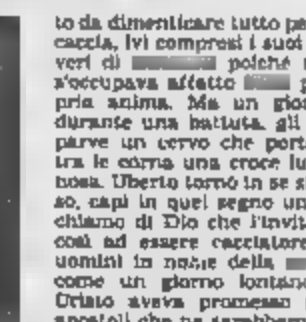 to da dimenticare tutto
caccia, ivi compresi i suoi
veri di poiché
s'occupava affatto
pria anima. Ma un gior
durante una battuta, gli
parve un cervo che port
tra le corna una croce lu
nosa. Uberto tornò in se s
so, capì in quel segno un
chiamo di Dio che l'invit
così ad essere cacciatore
uomini in nome della
come un giorno lontano
Cristo aveva promesso
apostoli che ne sarebbero